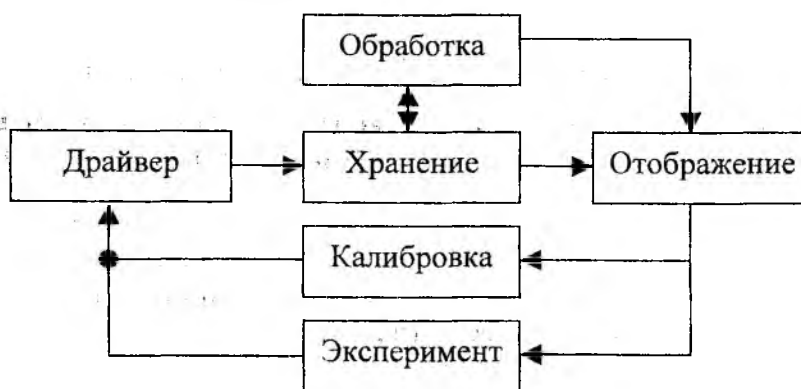 Обработка
Драйвер
Хранение
Отображение
Калибровка
Эксперимент